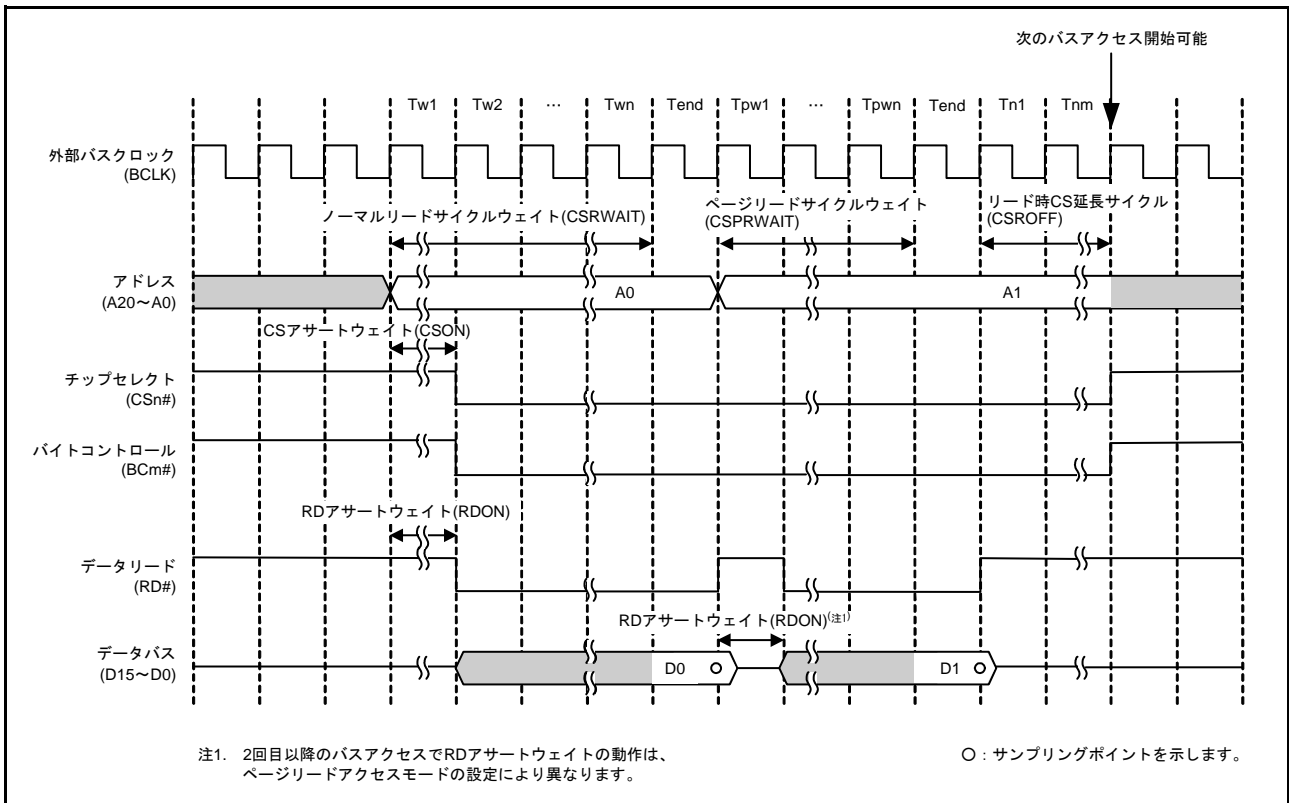 次のバスアクセス開始可能
Tw1 Tw2 … Twn Tend Tpw1 … Tpwn Tend Tn1 Tnm
外部バスクロック
(BCLK)
ノーマルリードサイクルウェイト(CSRWAIT)
ページリードサイクルウェイト
(CSPRWAIT)
リード時CS延長サイクル
(CSROFF)
アドレス
(A20～A0)
A0
A1
CSアサートウェイト(CSON)
チップセレクト
(CSn#)
バイトコントロール
(BCm#)
RDアサートウェイト(RDON)
データリード
(RD#)
RDアサートウェイト(RDON)(注1)
データバス
(D15～D0)
D0
D1
注1. 2回目以降のバスアクセスでRDアサートウェイトの動作は、
ページリードアクセスモードの設定により異なります。
○：サンプリングポイントを示します。